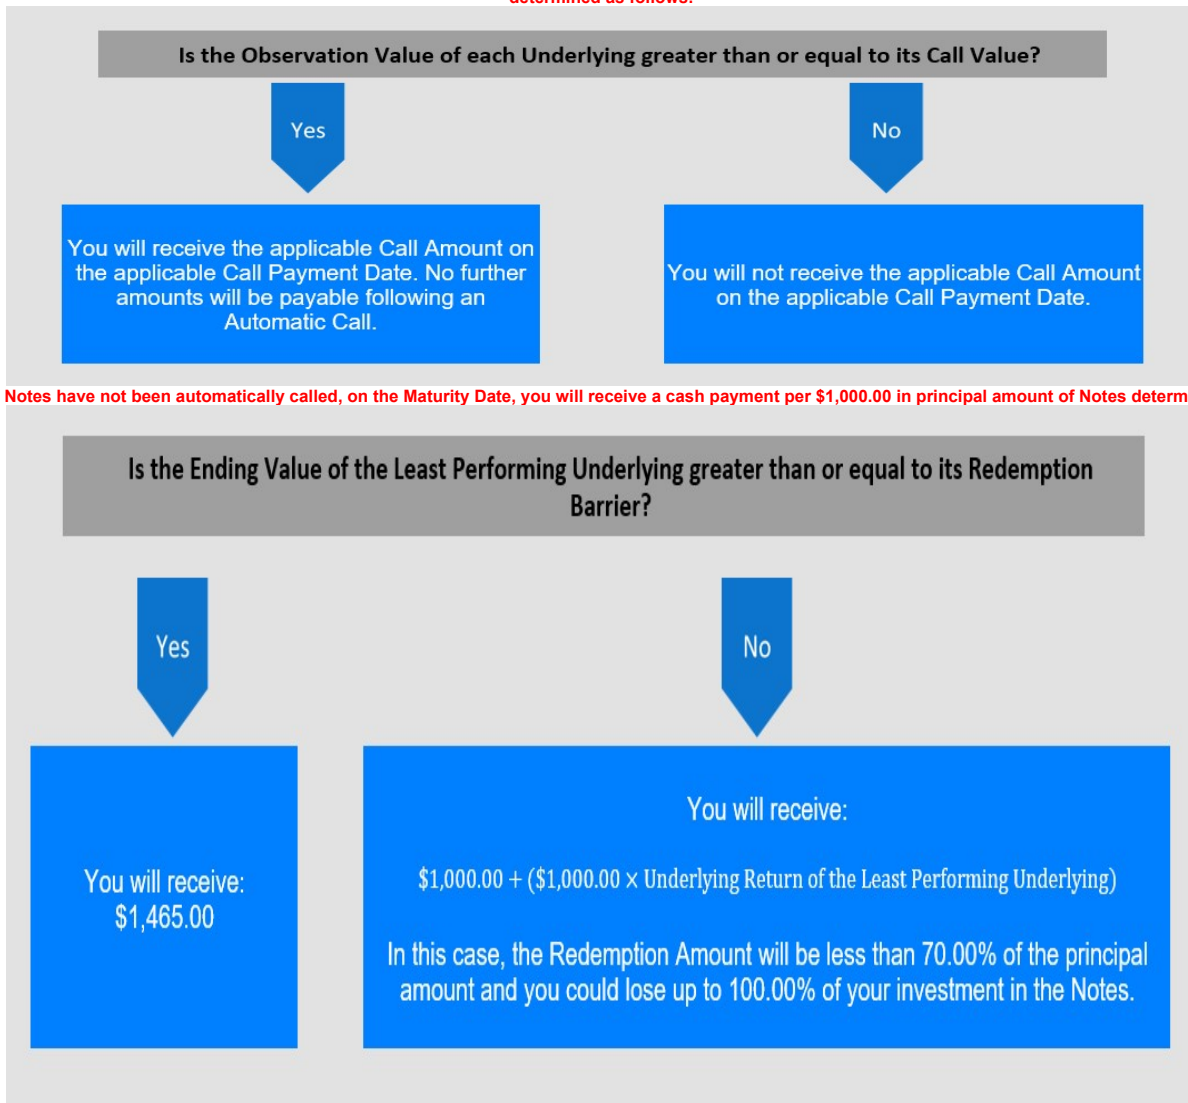 determined as follows:
Is the Observation Value of each Underlying greater than or equal to its Call Value?
Yes
No
You will receive the applicable Call Amount on
the applicable Call Payment Date. No further
amounts will be payable following an
Automatic Call.
You will not receive the applicable Call Amount
on the applicable Call Payment Date.
Notes have not been automatically called, on the Maturity Date, you will receive a cash payment per $1,000.00 in principal amount of Notes determ
Is the Ending Value of the Least Performing Underlying greater than or equal to its Redemption
Barrier?
Yes
No
You will receive:
$1,465.00
You will receive:
$1,000.00 + ($1,000.00 × Underlying Return of the Least Performing Underlying)
In this case, the Redemption Amount will be less than 70.00% of the principal
amount and you could lose up to 100.00% of your investment in the Notes.